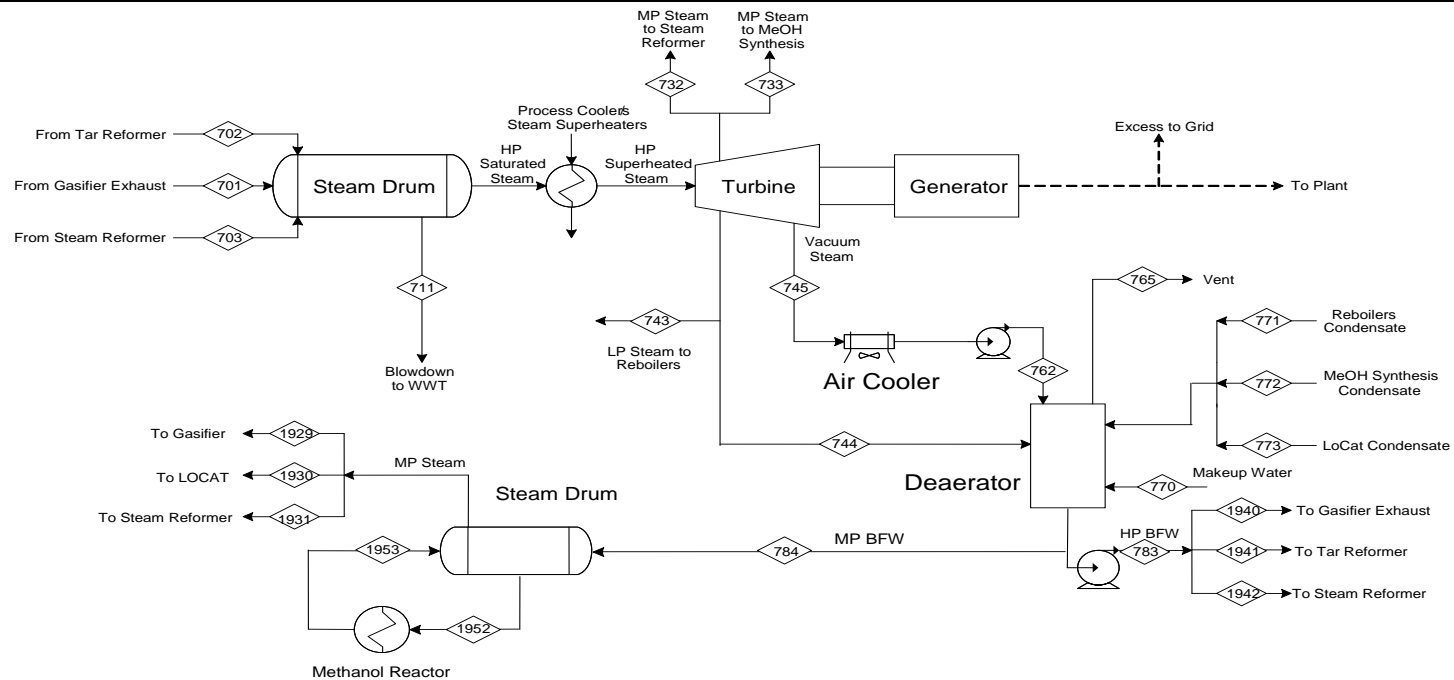 MP Steam
to Steam
Reformer
MP Steam
to MeOH
Synthesis
732
733
Process Coolers/
Steam Superheaters
Excess to Grid
From Tar Reformer
702
HP
Saturated
Steam
HP
Superheated
Steam
From Gasifier Exhaust
701
Steam Drum
Turbine
Generator
To Plant
From Steam Reformer
703
Vacuum
Steam
711
745
765
Vent
743
LP Steam to
Reboilers
771
Reboilers
Condensate
Blowdown
to WWT
Air Cooler
762
772
MeOH Synthesis
Condensate
To Gasifier
1929
744
773
LoCat Condensate
To LOCAT
1930
MP Steam
Steam Drum
Deaerator
Makeup Water
770
To Steam Reformer
1931
1940
To Gasifier Exhaust
1953
784
MP BFW
HP BFW
783
1941
To Tar Reformer
1942
To Steam Reformer
1952
Methanol Reactor